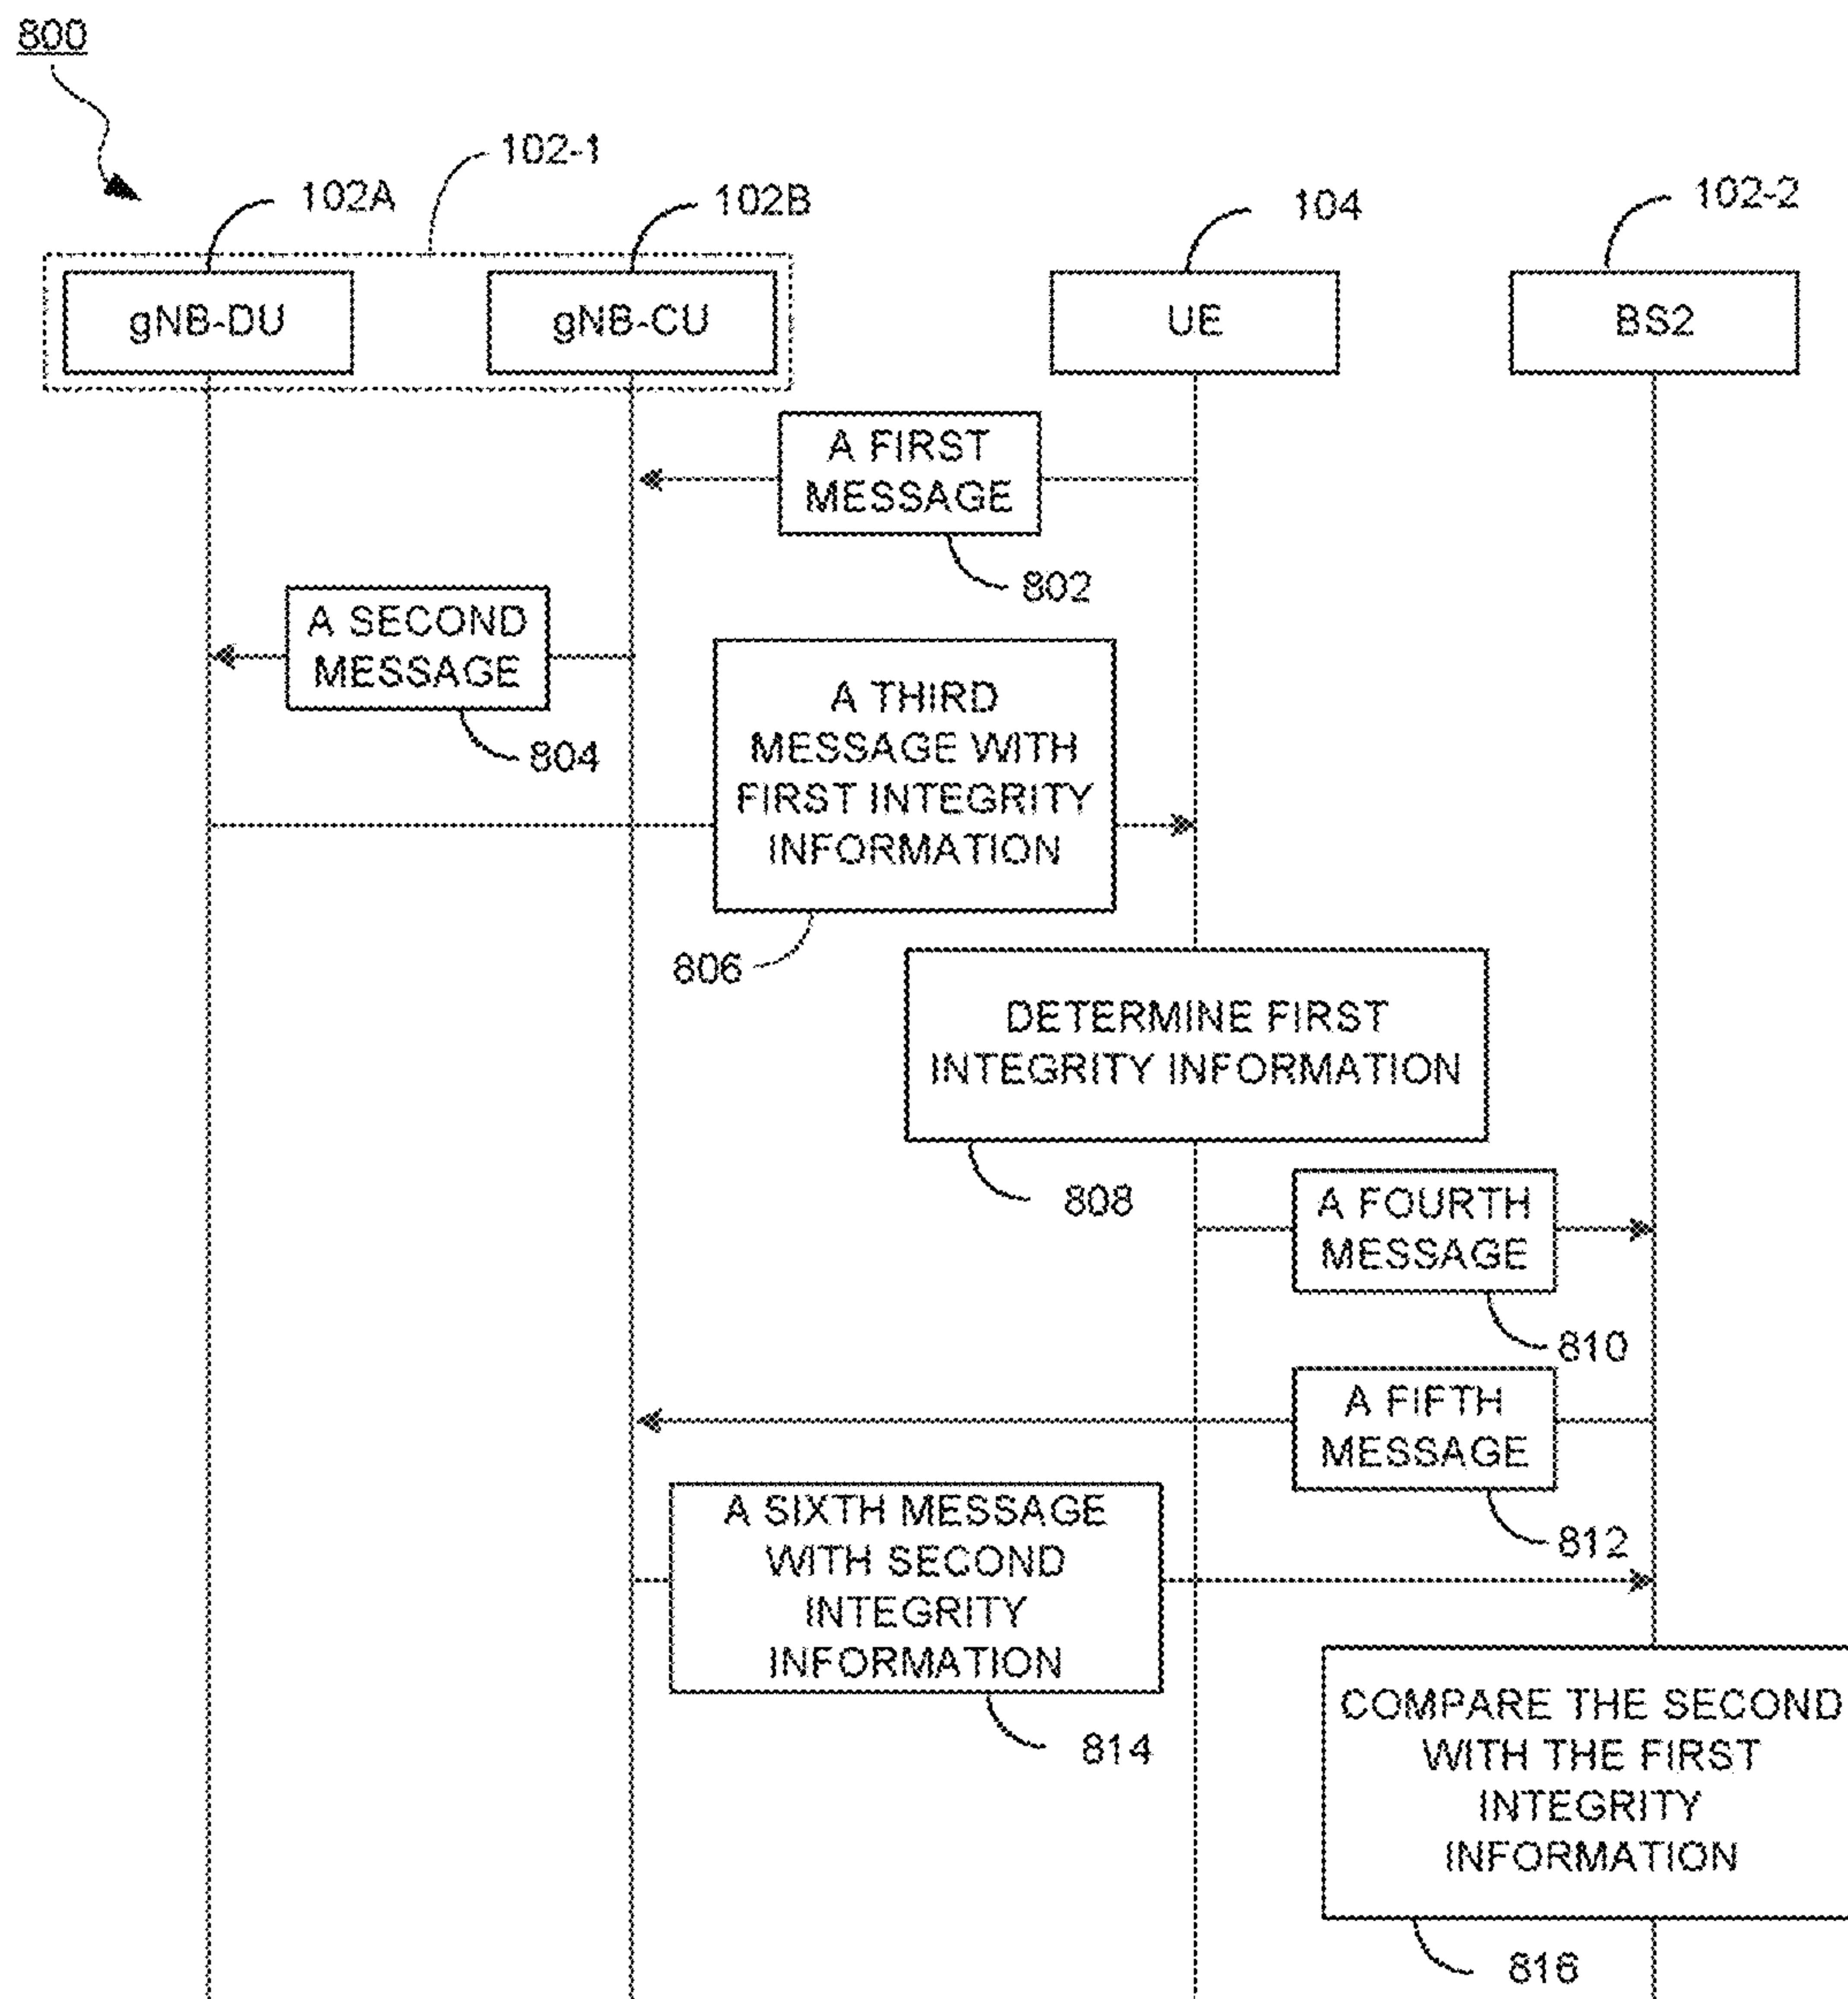 800
102-1
102A
102B
104
102-2
gNB-DU
gNB-CU
UE
BS2
A FIRST
MESSAGE
802
A SECOND
MESSAGE
804
A THIRD
MESSAGE WITH
FIRST INTEGRITY
INFORMATION
806
DETERMINE FIRST
INTEGRITY INFORMATION
808
A FOURTH
MESSAGE
810
A FIFTH
MESSAGE
812
A SIXTH MESSAGE
WITH SECOND
INTEGRITY
INFORMATION
814
COMPARE THE SECOND
WITH THE FIRST
INTEGRITY
INFORMATION
816